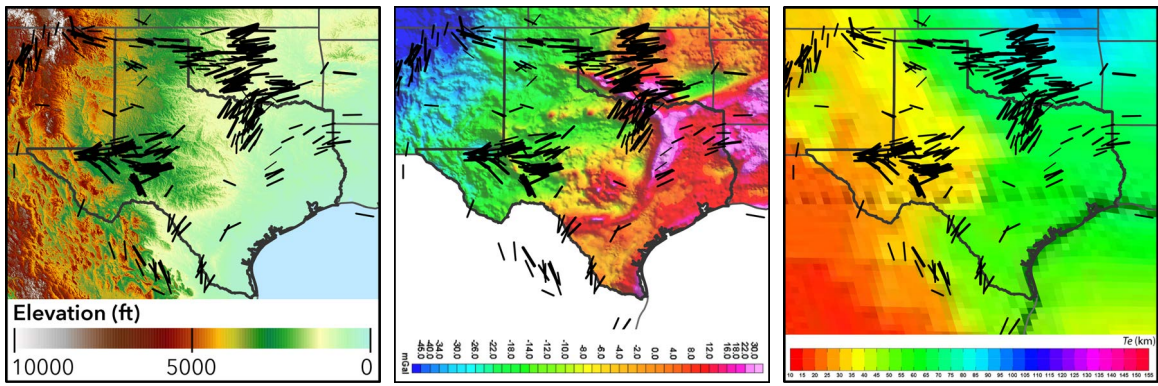 Elevation (ft)
10000 5000 0
mGal
-45.0 -40.0 -34.0 -30.0 -26.0 -22.0 -18.0 -14.0 -10.0 -8.0 -6.0 -4.0 -2.0 0.0 4.0 8.0 12.0 16.0 22.0 30.0
Te (km)
10 15 20 25 30 35 40 45 50 55 60 65 70 75 80 85 90 95 100 105 110 115 120 125 130 135 140 145 150 155